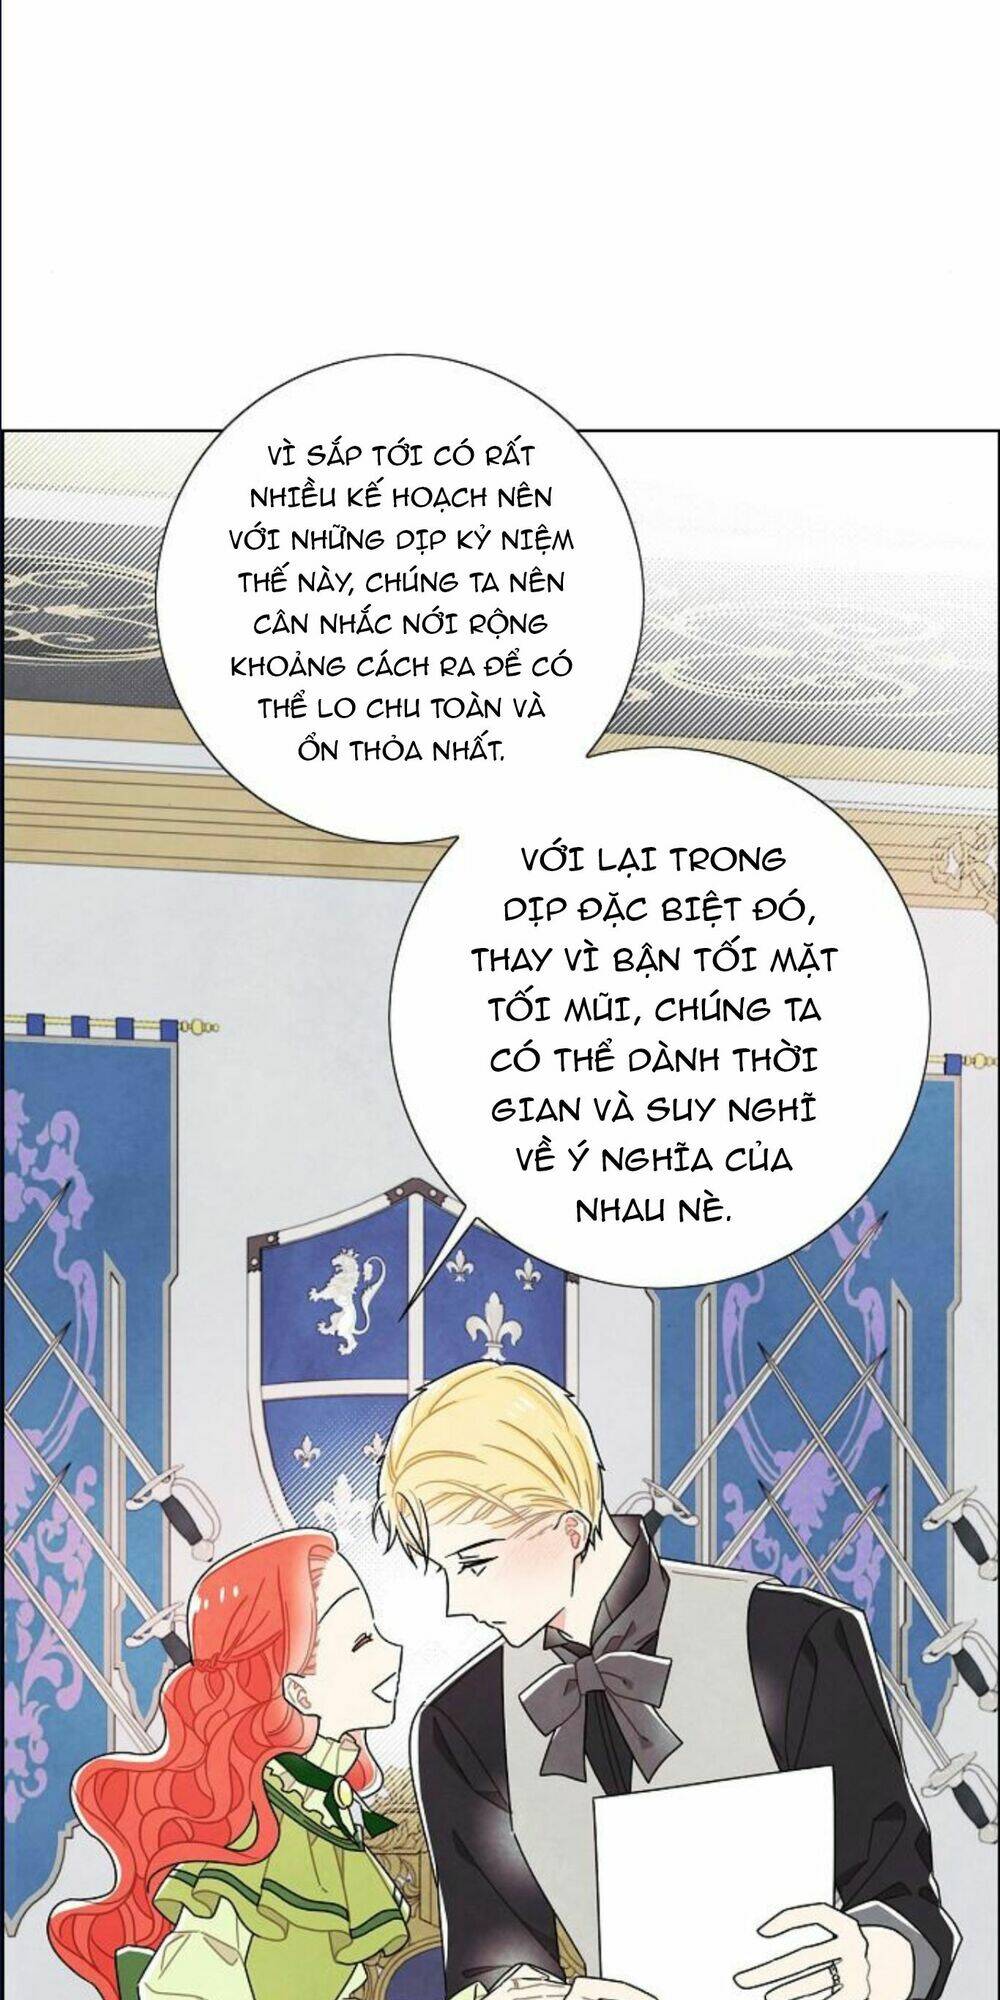 VÌ SẮP TỚI CÓ RẤT
NHIỀU KẾ HOẠCH NÊN
VỚI NHỮNG DỊP KỶ NIỆM
THẾ NÀY, CHÚNG TA NÊN
CÂN NHẮC NỚI RỘNG
KHOẢNG CÁCH RA ĐỂ CÓ
THỂ LO CHU TOÀN VÀ
ỔN THỎA NHẤT.
VỚI LẠI TRONG
DỊP ĐẶC BIỆT ĐÓ,
THAY VÌ BẬN TỐI MẶT
TỐI MŨI, CHÚNG TA
CÓ THỂ DÀNH THỜI
GIAN VÀ SUY NGHĨ
VỀ Ý NGHĨA CỦA
NHAU NÈ.